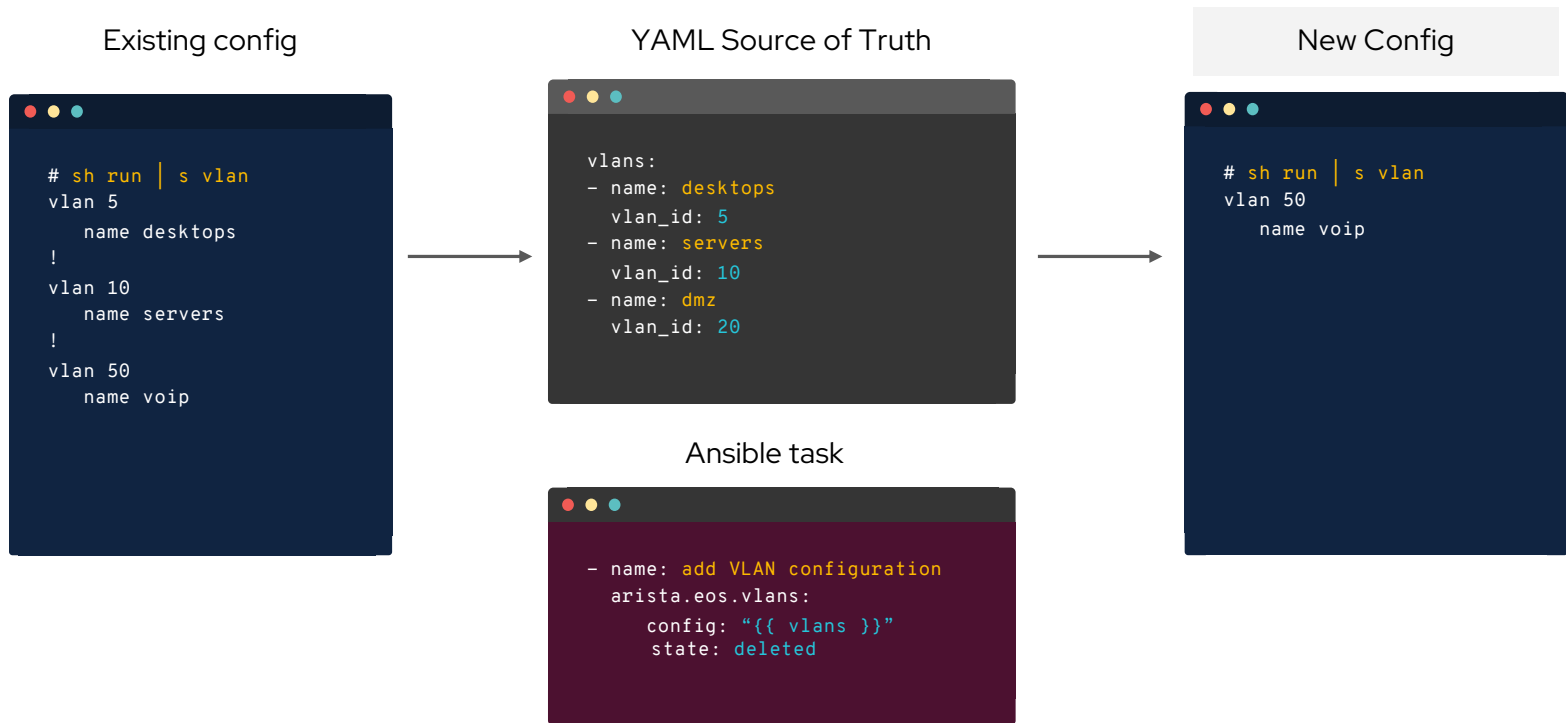 Existing config
# sh run | s vlan
vlan 5
   name desktops
!
vlan 10
   name servers
!
vlan 50
   name voip
YAML Source of Truth
vlans:
- name: desktops
  vlan_id: 5
- name: servers
  vlan_id: 10
- name: dmz
  vlan_id: 20
Ansible task
- name: add VLAN configuration
  arista.eos.vlans:
     config: “{{ vlans }}”
     state: deleted
New Config
# sh run | s vlan
vlan 50
   name voip